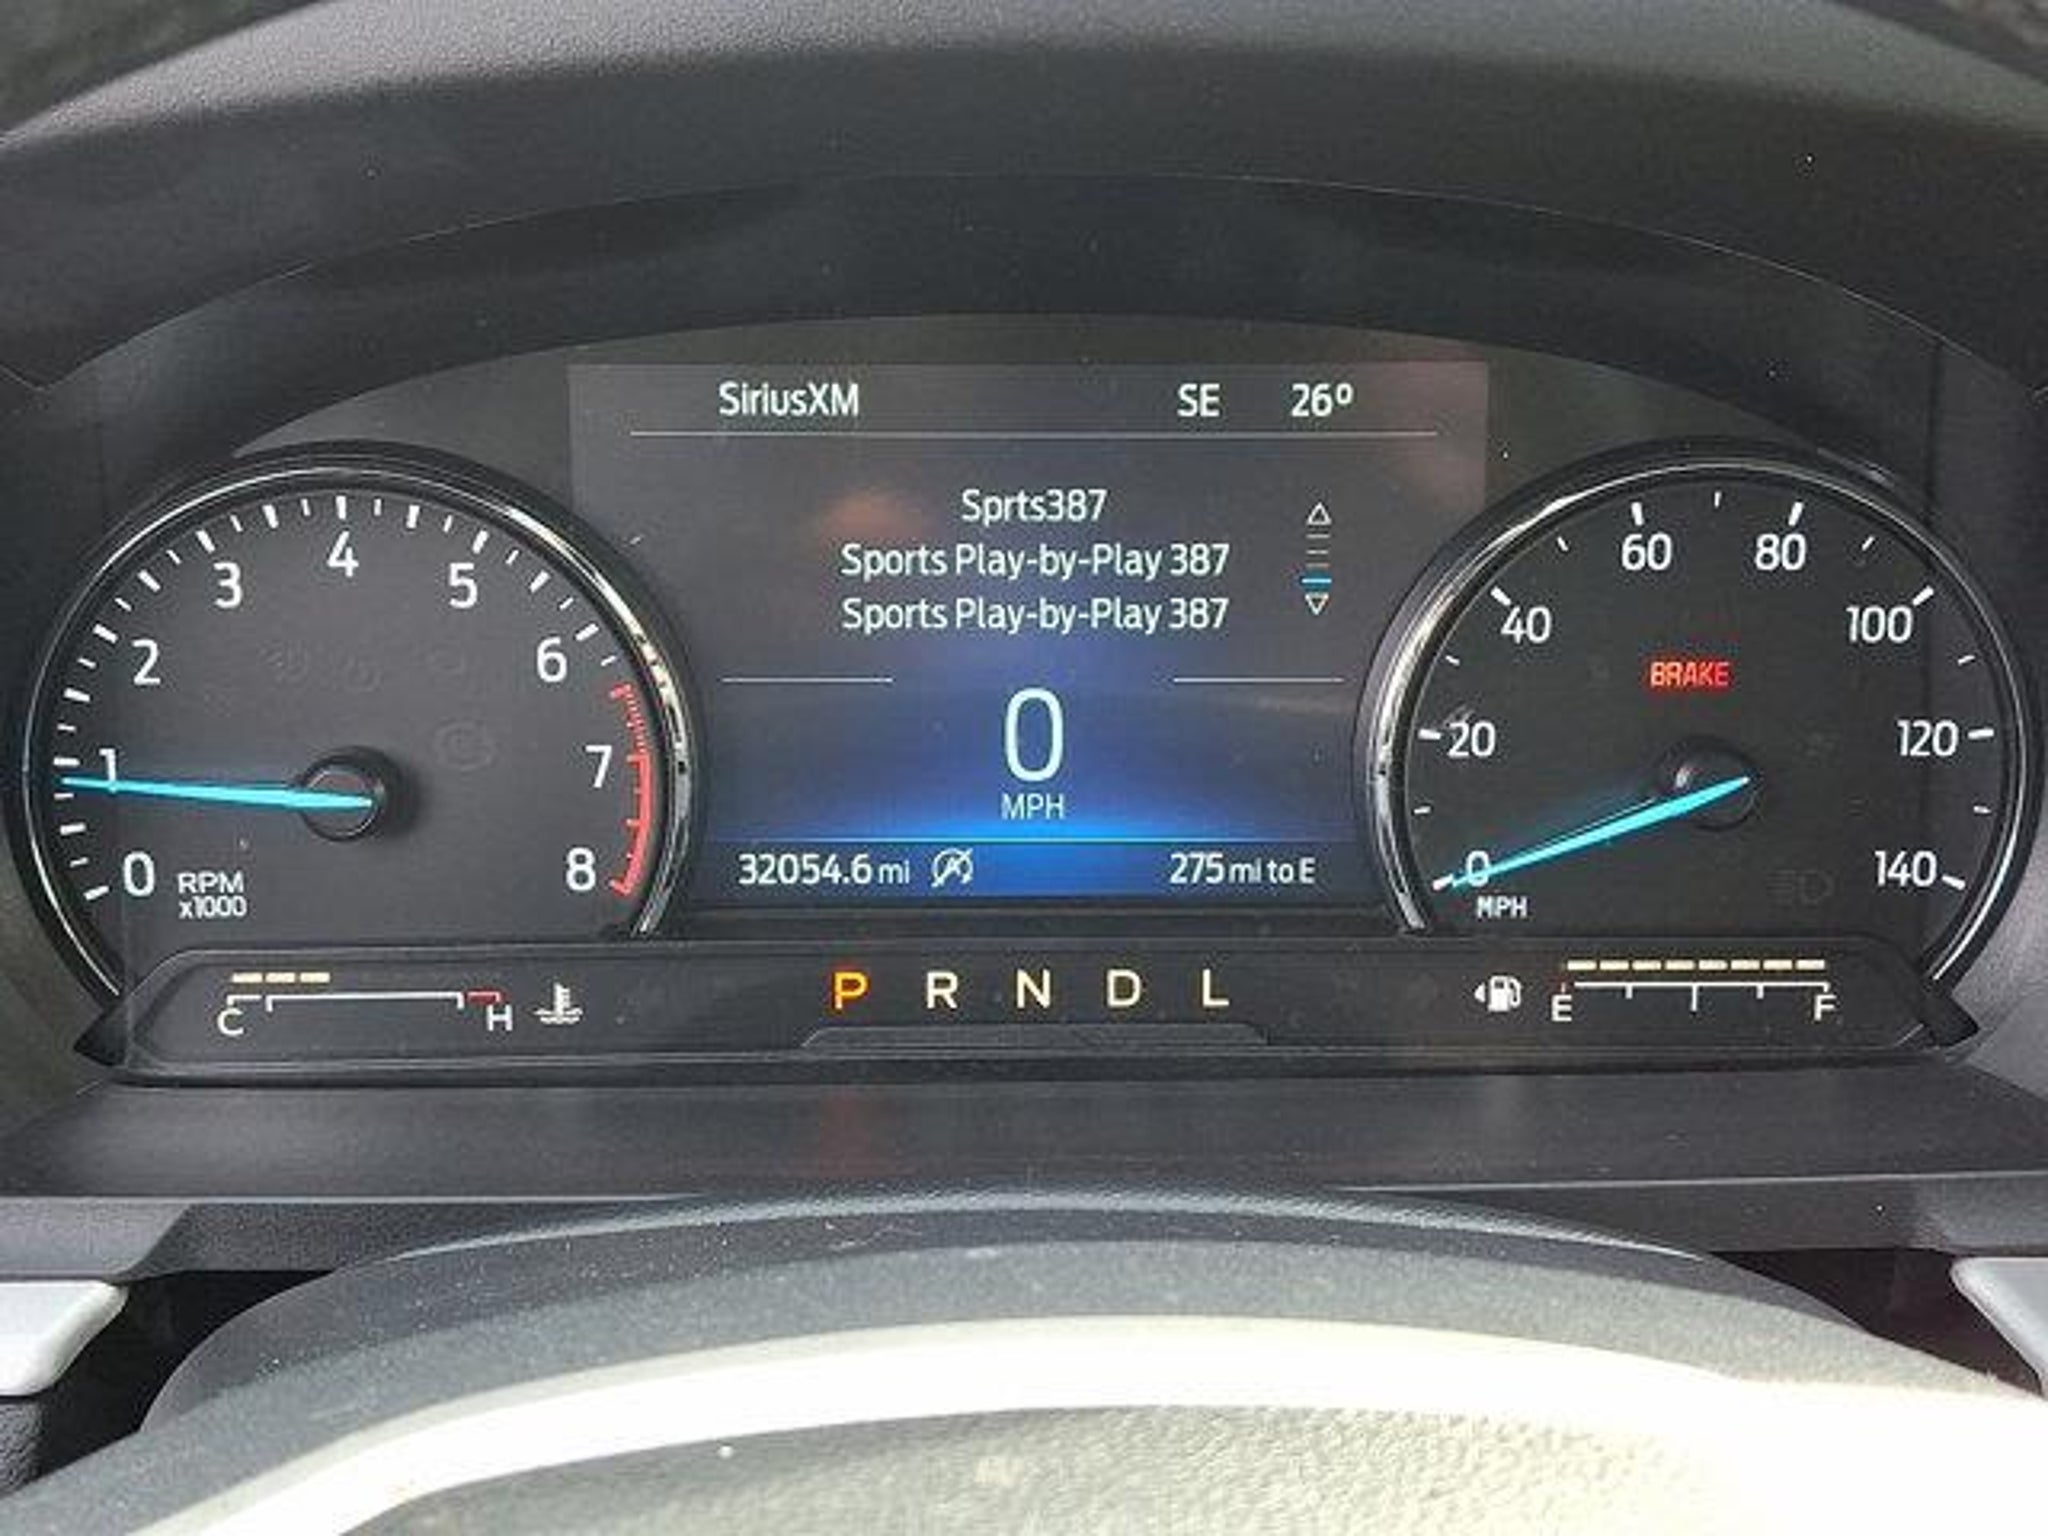 SiriusXM SE 26º
Sprts387
Sports Play-by-Play 387
Sports Play-by-Play 387
0
MPH
32054.6 mi 275 mi to E
0 1 2 3 4 5 6 7 8
RPM
x1000
0 20 40 60 80 100 120 140
BRAKE
MPH
C H
P R N D L
E F